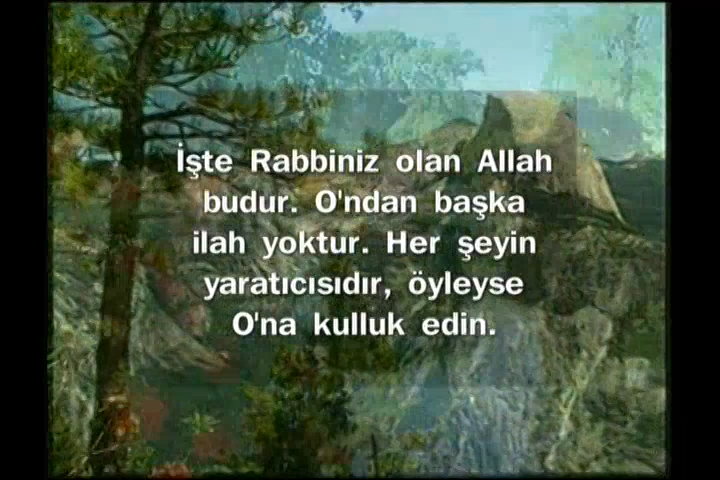 İşte Rabbiniz olan Allah
budur. O'ndan başka
ilah yoktur. Her şeyin
yaratıcısıdır, öyleyse
O'na kulluk edin.